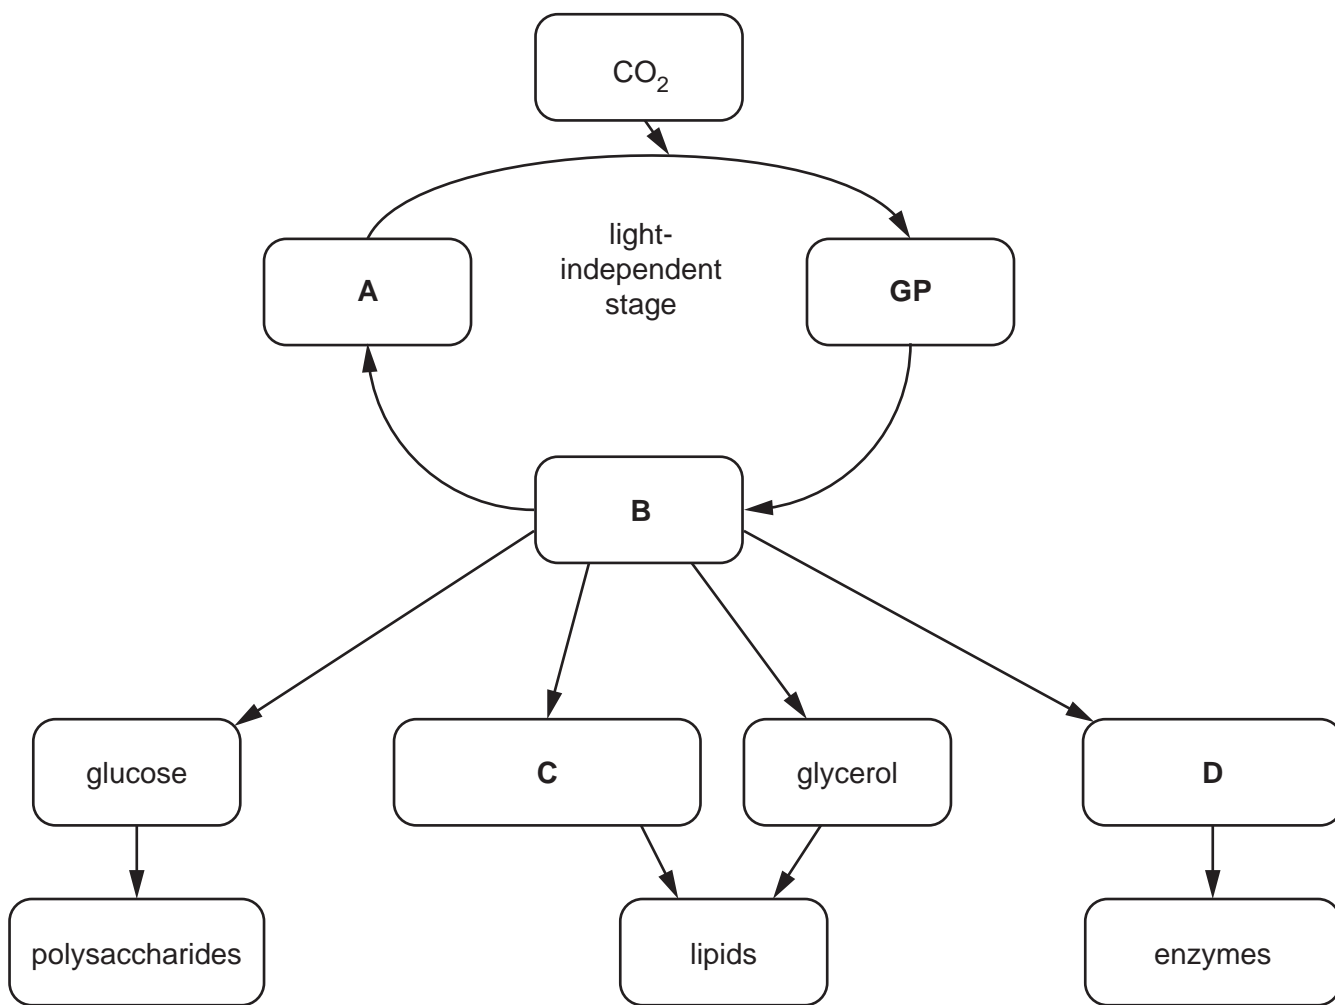 CO₂
light-
independent
stage
A
GP
B
glucose
C
glycerol
D
polysaccharides
lipids
enzymes